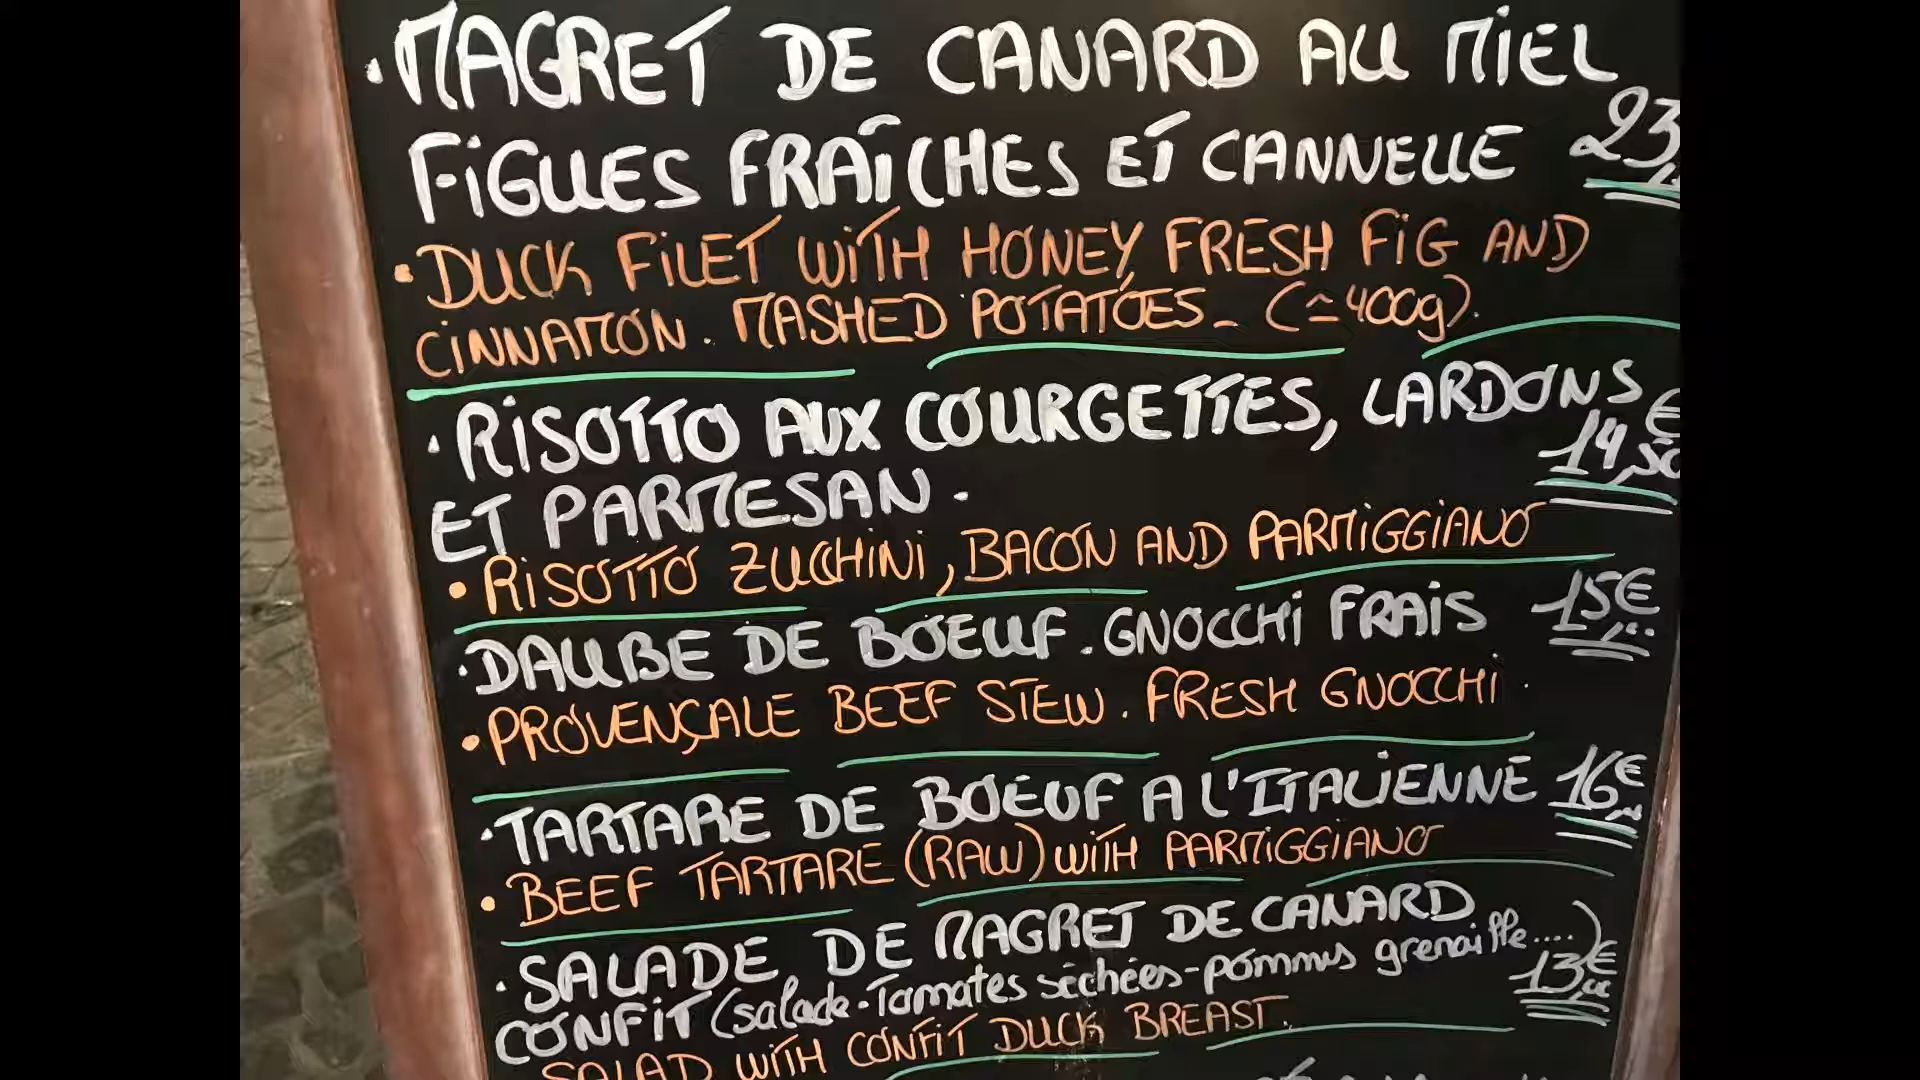 ·MAGRET DE CANARD AU MIEL
FIGUES FRAÎCHES ET CANNELLE 23,
·DUCK FILET WITH HONEY, FRESH FIG AND
CINNAMON. MASHED POTATOES_ (≃400g).
·RISOTTO AUX COURGETTES, LARDONS €
ET PARMESAN. 14,50
·RISOTTO ZUCCHINI, BACON AND PARMIGGIANO
·DAUBE DE BOEUF. GNOCCHI FRAIS 15€
·PROVENÇALE BEEF STEW. FRESH GNOCCHI.
·TARTARE DE BOEUF A L'ITALIENNE 16€
·BEEF TARTARE (RAW) WITH PARMIGGIANO
·SALADE DE MAGRET DE CANARD
CONFIT (salade-Tomates séchées-pommes grenaille....) 13€
SALAD WITH CONFIT DUCK BREAST.